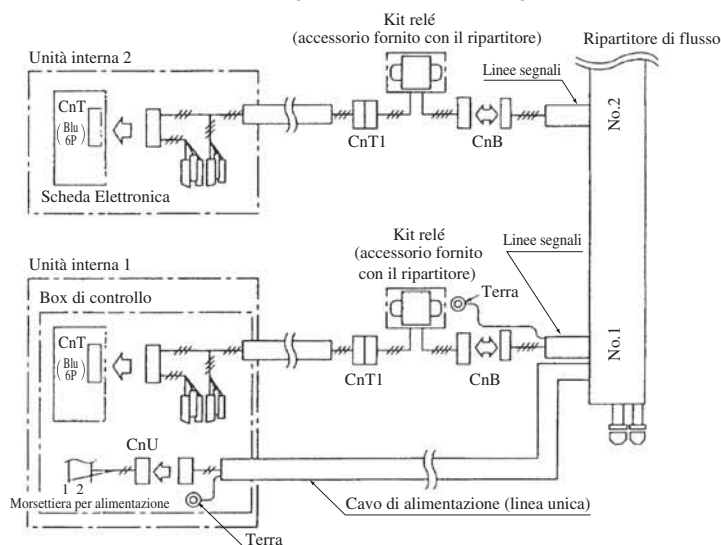 Kit relé
(accessorio fornito con il ripartitore)
Ripartitore di flusso
Unità interna 2
Linee segnali
CnT
(Blu 6P)
No.2
CnT1
CnB
Scheda Elettronica
Kit relé
(accessorio fornito
con il ripartitore)
Linee segnali
Unità interna 1
Terra
Box di controllo
CnT
(Blu 6P)
No.1
CnT1
CnB
CnU
1 2
Morsettiera per alimentazione
Cavo di alimentazione (linea unica)
Terra